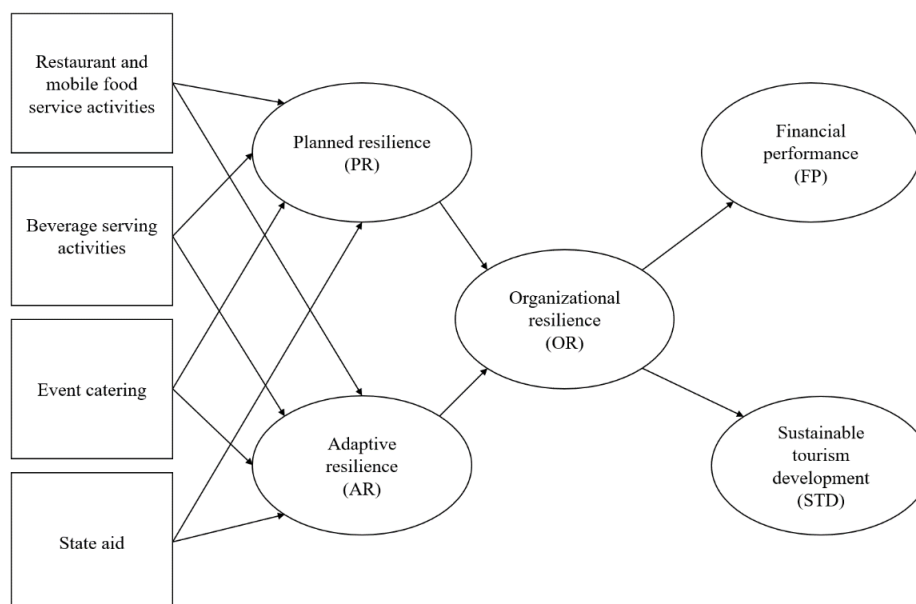 Restaurant and
mobile food
service activities
Beverage serving
activities
Event catering
State aid
Planned resilience
(PR)
Adaptive
resilience
(AR)
Organizational
resilience
(OR)
Financial
performance
(FP)
Sustainable
tourism
development
(STD)